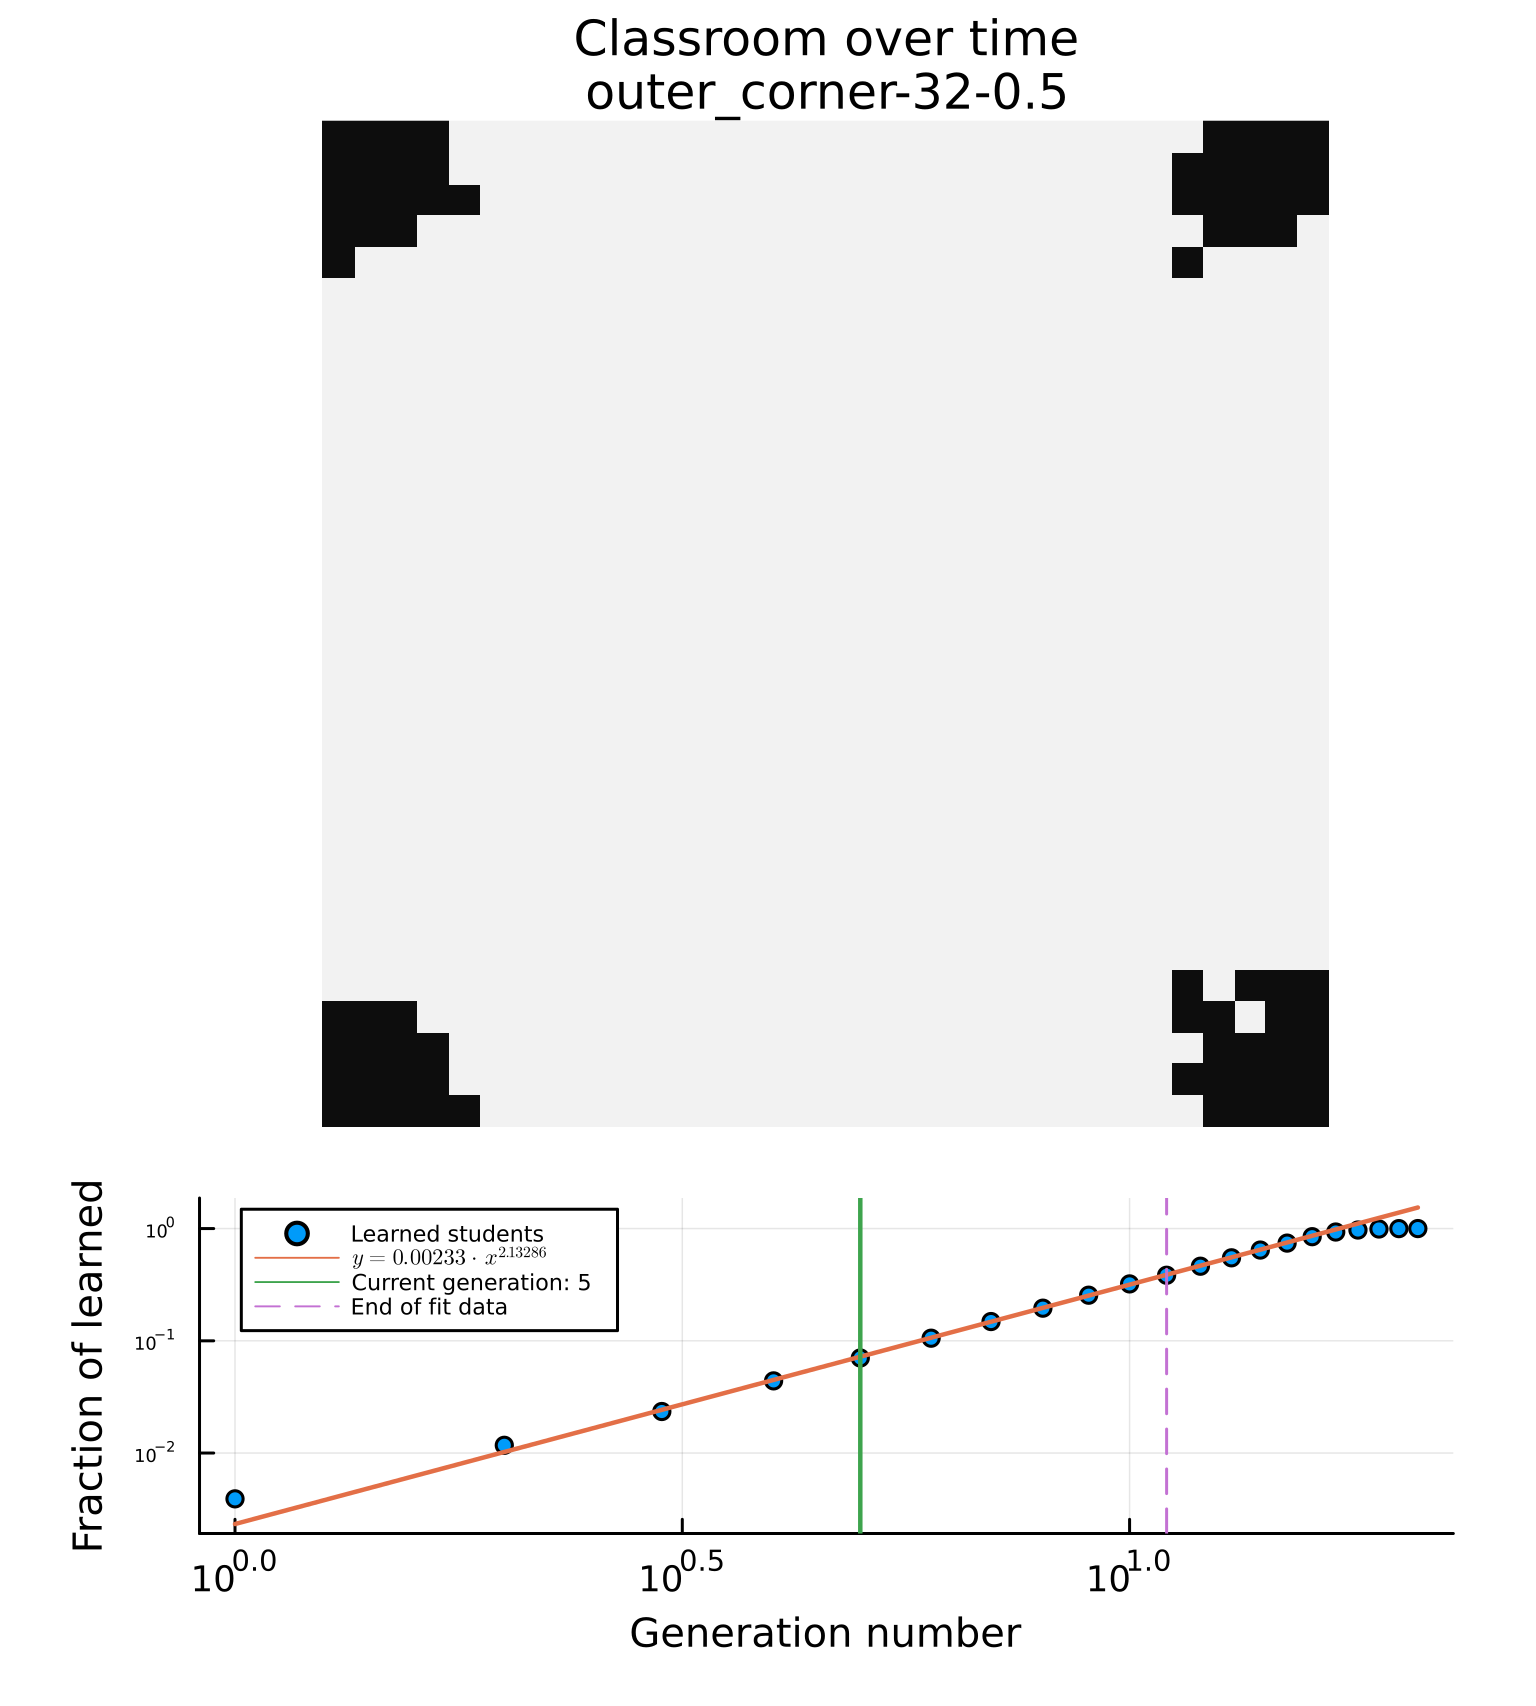 Classroom over time
outer_corner-32-0.5
Fraction of learned
10^0
10^-1
10^-2
Learned students
y = 0.00233 · x^2.13286
Current generation: 5
End of fit data
10^0.0
10^0.5
10^1.0
Generation number